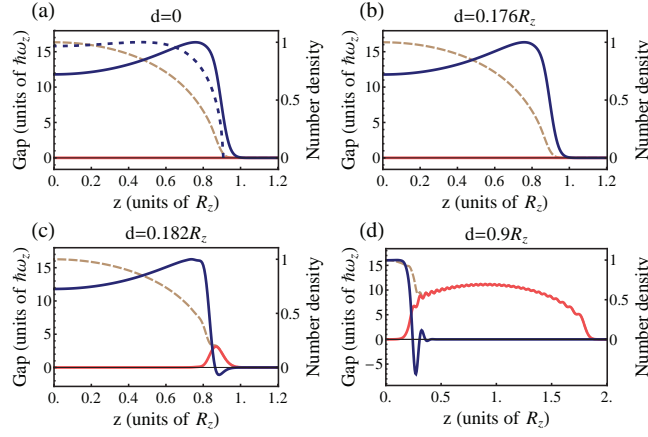 (a)
d=0
15
10
5
0
1
0.5
0
0.
0.2
0.4
0.6
0.8
1.
1.2
Gap (units of ℏω_z)
Number density
z (units of R_z)
(b)
d=0.176R_z
15
10
5
0
1
0.5
0
0.
0.2
0.4
0.6
0.8
1.
1.2
Gap (units of ℏω_z)
Number density
z (units of R_z)
(c)
d=0.182R_z
15
10
5
0
1
0.5
0
0.
0.2
0.4
0.6
0.8
1.
1.2
Gap (units of ℏω_z)
Number density
z (units of R_z)
(d)
d=0.9R_z
15
10
5
0
−5
1
0.5
0
0.
0.5
1.
1.5
2.
Gap (units of ℏω_z)
Number density
z (units of R_z)